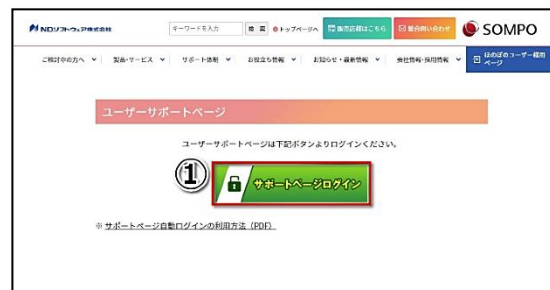 NDソフトウェア株式会社
キーワードを入力
検 索
トップページへ
販売店様はこちら
総合問い合わせ
SOMPO
ご検討中の方へ
製品・サービス
サポート体制
お役立ち情報
お知らせ・最新情報
会社情報・採用情報
ほのぼのユーザー様用ページ
ユーザーサポートページ
ユーザーサポートページは下記ボタンよりログインください。
①
サポートページログイン
※ サポートページ自動ログインの利用方法（PDF）